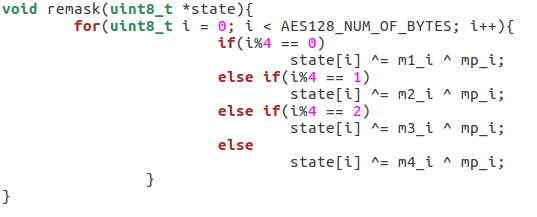 void remask(uint8_t *state){
for(uint8_t i = 0; i < AES128_NUM_OF_BYTES; i++){
if(i%4 == 0)
state[i] ^= m1_i ^ mp_i;
else if(i%4 == 1)
state[i] ^= m2_i ^ mp_i;
else if(i%4 == 2)
state[i] ^= m3_i ^ mp_i;
else
state[i] ^= m4_i ^ mp_i;
}
}